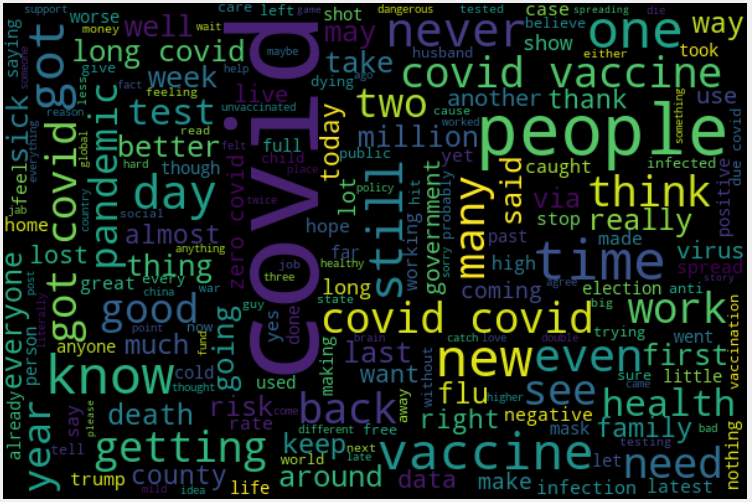 support
care
left
shot
dangerous
tested
die
case
believe
spreading
way
worse
money
wait
game
maybe
well
may
never
one
show
took
saying
got
long covid
give
help
ago
dying
take
husband
either
someone
week
feeling
fact
unvaccinated
covid vaccine
less
reason
sick
test
live
two
another
thank
use
something
cause
worked
pandemic
global
read
felt
full
today
million
people
due covid
better
hard
child
place
public
yet
infected
everything
feel
though
caught
positive
jab
day
twice
policy
lot
still
many
said
via
think
home
country
social
zero covid
hope
working
hit
government
sorry
probably
stop
really
almost
far
past
made
virus
lost
thing
anything
three
job
healthy
long
high
time
spread
everyone
great
every
state
coming
agree
story
post
china
war
guy
yes
done
election
anti
literally
person
good
now
big
work
vaccination
point
going
covid
covid covid
trying
got covid
anyone
much
fund
making
brain
catch
love
double
went
cold
last
new
even
first
know
thought
used
want
without
see
sure
little
came
already
year
say
please
death
risk
come
back
away
flu
higher
health
rate
different
free
right
negative
mask
family
bad
tell
getting
keep
next
vaccine
testing
nothing
world
late
let
need
trump
county
around
data
make
mild
idea
life
infection
latest